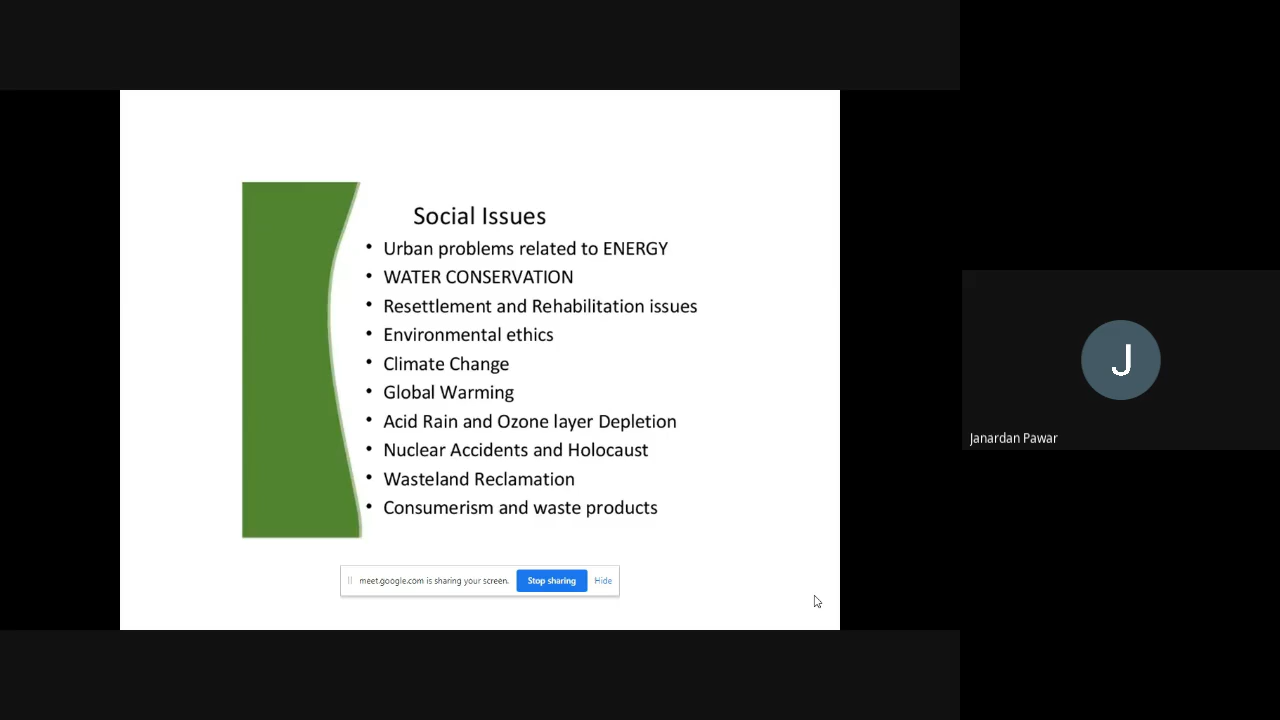 Social Issues
• Urban problems related to ENERGY
• WATER CONSERVATION
• Resettlement and Rehabilitation issues
• Environmental ethics
• Climate Change
• Global Warming
• Acid Rain and Ozone layer Depletion
• Nuclear Accidents and Holocaust
• Wasteland Reclamation
• Consumerism and waste products
meet.google.com is sharing your screen. Stop sharing Hide
J
Janardan Pawar